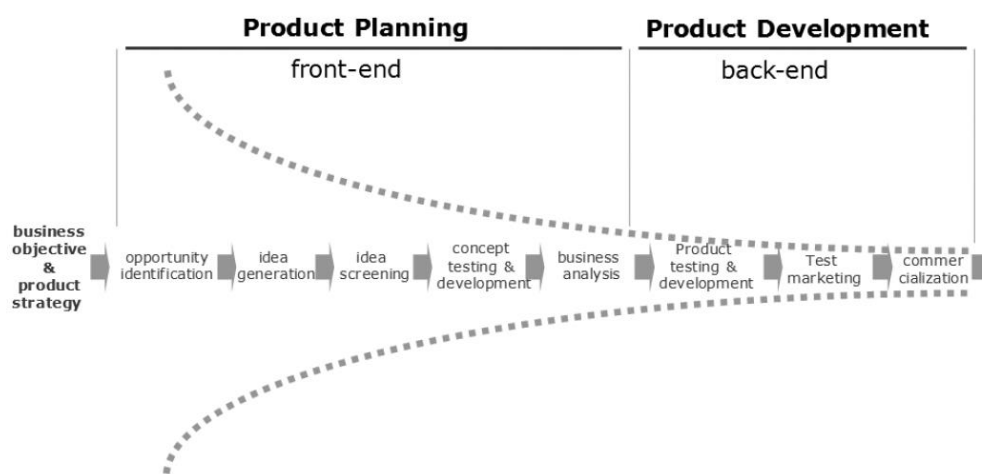 Product Planning
Product Development
front-end
back-end
business
objective
&
product
strategy
opportunity
identification
idea
generation
idea
screening
concept
testing &
development
business
analysis
Product
testing &
development
Test
marketing
commer
cialization